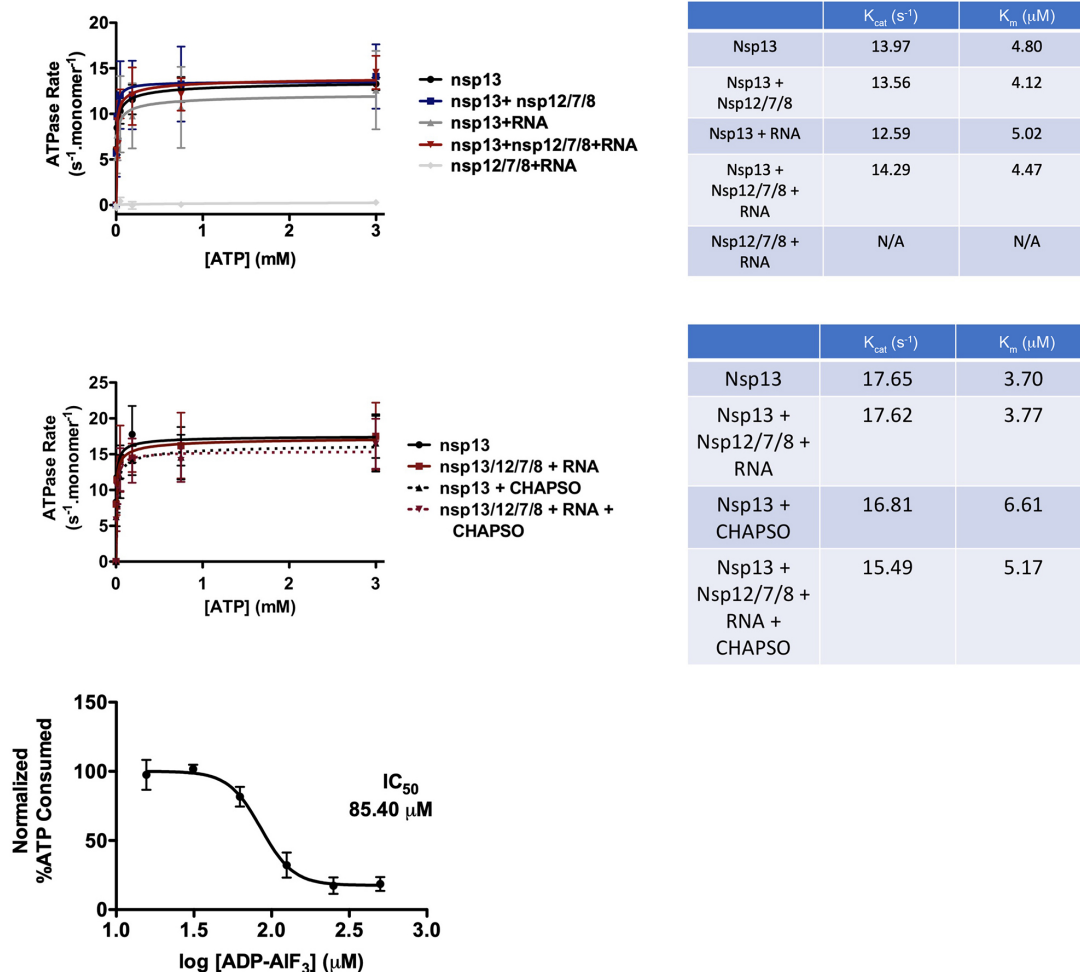 20
15
10
5
0
0
1
2
3
ATPase Rate
(s⁻¹.monomer⁻¹)
[ATP] (mM)
nsp13
nsp13+ nsp12/7/8
nsp13+RNA
nsp13+nsp12/7/8+RNA
nsp12/7/8+RNA
Kcat (s⁻¹) Km (µM)
Nsp13 13.97 4.80
Nsp13 + 13.56 4.12
Nsp12/7/8
Nsp13 + RNA 12.59 5.02
Nsp13 + 14.29 4.47
Nsp12/7/8 +
RNA
Nsp12/7/8 + N/A N/A
RNA
25
20
15
10
5
0
0
1
2
3
ATPase Rate
(s⁻¹.monomer⁻¹)
[ATP] (mM)
nsp13
nsp13/12/7/8 + RNA
nsp13 + CHAPSO
nsp13/12/7/8 + RNA +
CHAPSO
Kcat (s⁻¹) Km (µM)
Nsp13 17.65 3.70
Nsp13 + 17.62 3.77
Nsp12/7/8 +
RNA
Nsp13 + 16.81 6.61
CHAPSO
Nsp13 + 15.49 5.17
Nsp12/7/8 +
RNA +
CHAPSO
150
100
50
0
1.0
1.5
2.0
2.5
3.0
Normalized
%ATP Consumed
IC₅₀
85.40 µM
log [ADP-AlF₃] (µM)